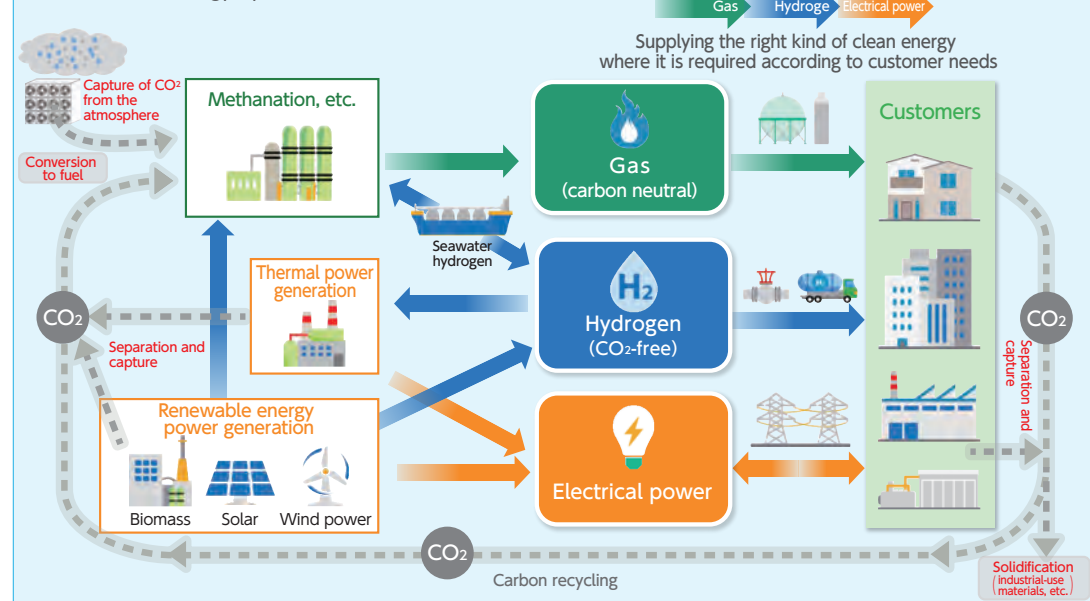 Gas
Hydroge
Electrical power
Supplying the right kind of clean energy
where it is required according to customer needs
Capture of CO2
from the
atmosphere
Conversion
to fuel
Methanation, etc.
Gas
(carbon neutral)
Customers
Seawater
hydrogen
Thermal power
generation
H2
Hydrogen
(CO2-free)
CO2
CO2
Separation and
capture
Separation and
capture
Renewable energy
power generation
Biomass
Solar
Wind power
Electrical power
CO2
Carbon recycling
Solidification
(industrial-use
materials, etc.)